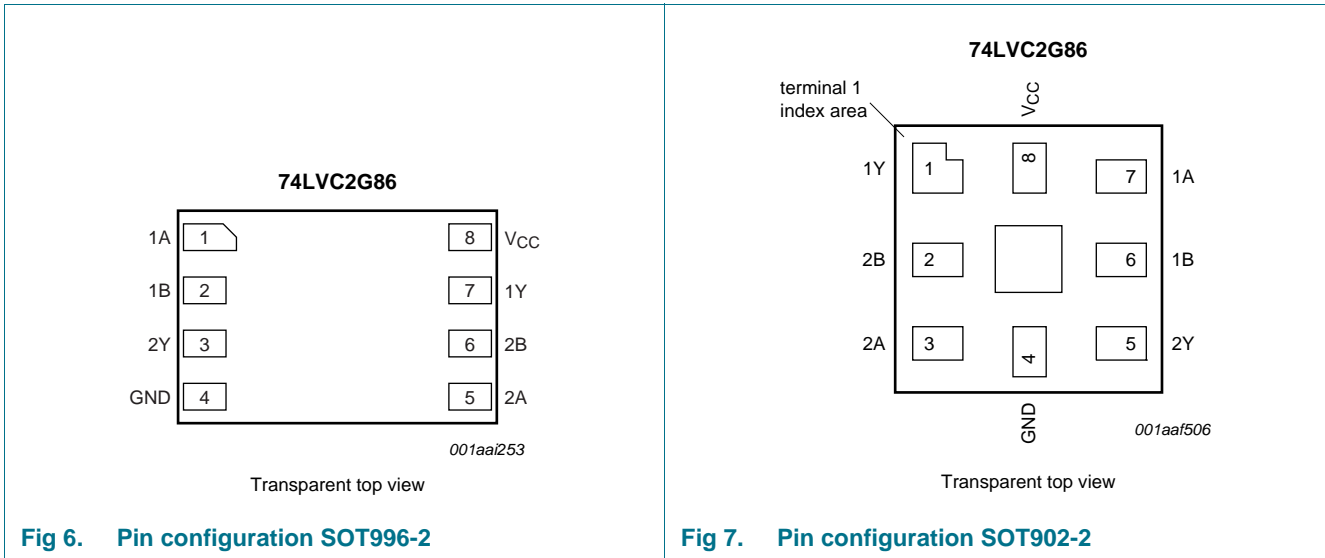 74LVC2G86
1A 1 8 VCC
1B 2 7 1Y
2Y 3 6 2B
GND 4 5 2A
001aai253
Transparent top view
Fig 6. Pin configuration SOT996-2
74LVC2G86
terminal 1
index area
VCC
1Y 1 8 7 1A
2B 2 6 1B
2A 3 4 5 2Y
GND
001aaf506
Transparent top view
Fig 7. Pin configuration SOT902-2